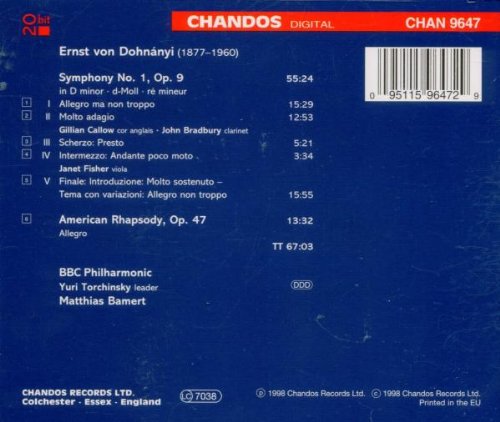 20 bit
CHANDOS DIGITAL
CHAN 9647
Ernst von Dohnányi (1877–1960)
Symphony No. 1, Op. 9 55:24
in D minor · d-Moll · ré mineur
1 I Allegro ma non troppo 15:29
2 II Molto adagio 12:53
Gillian Callow cor anglais · John Bradbury clarinet
3 III Scherzo: Presto 5:21
4 IV Intermezzo: Andante poco moto 3:34
Janet Fisher viola
5 V Finale: Introduzione: Molto sostenuto –
Tema con variazioni: Allegro non troppo 15:55
6 American Rhapsody, Op. 47 13:32
Allegro
TT 67:03
BBC Philharmonic
Yuri Torchinsky leader DDD
Matthias Bamert
0 95115 96472 9
CHANDOS RECORDS LTD.
Colchester · Essex · England
LC 7038
℗ 1998 Chandos Records Ltd. © 1998 Chandos Records Ltd.
Printed in the EU